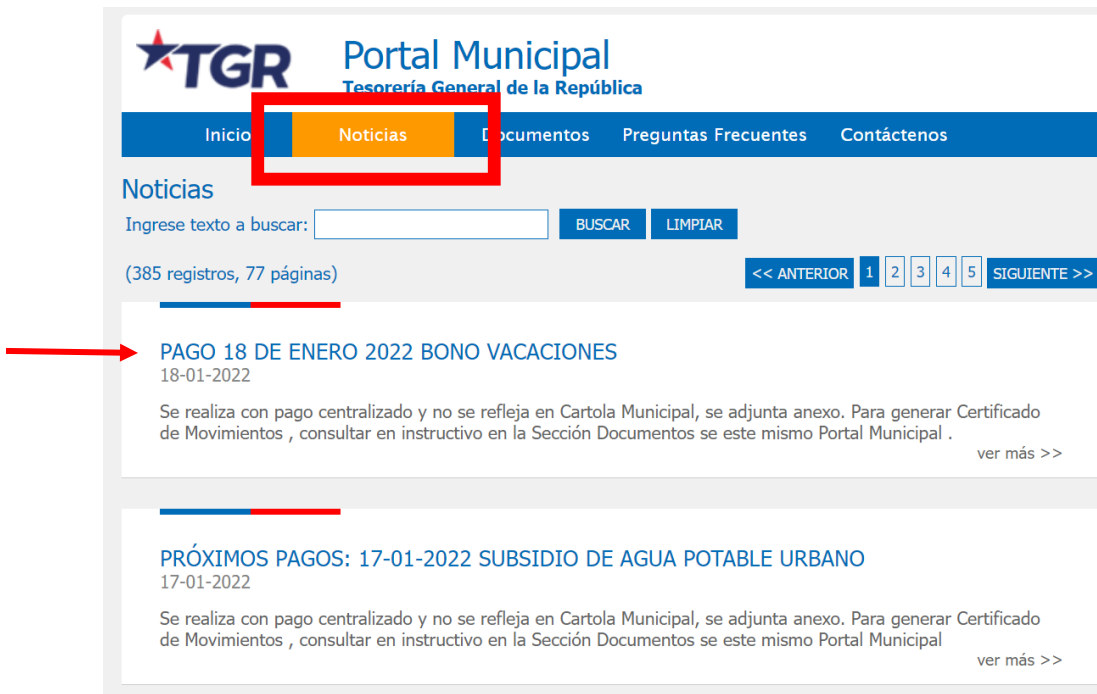 TGR
Portal Municipal
Tesorería General de la República
Inicio Noticias Documentos Preguntas Frecuentes Contáctenos
Noticias
Ingrese texto a buscar: BUSCAR LIMPIAR
(385 registros, 77 páginas) << ANTERIOR 1 2 3 4 5 SIGUIENTE >>
PAGO 18 DE ENERO 2022 BONO VACACIONES
18-01-2022
Se realiza con pago centralizado y no se refleja en Cartola Municipal, se adjunta anexo. Para generar Certificado
de Movimientos , consultar en instructivo en la Sección Documentos se este mismo Portal Municipal .
ver más >>
PRÓXIMOS PAGOS: 17-01-2022 SUBSIDIO DE AGUA POTABLE URBANO
17-01-2022
Se realiza con pago centralizado y no se refleja en Cartola Municipal, se adjunta anexo. Para generar Certificado
de Movimientos , consultar en instructivo en la Sección Documentos se este mismo Portal Municipal
ver más >>